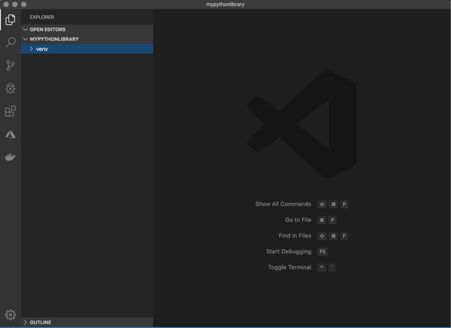 mypythonlibrary
EXPLORER
OPEN EDITORS
MYPYTHONLIBRARY
venv
Show All Commands ⇧ ⌘ P
Go to File ⌘ P
Find in Files ⇧ ⌘ F
Start Debugging F5
Toggle Terminal ⌃ `
OUTLINE